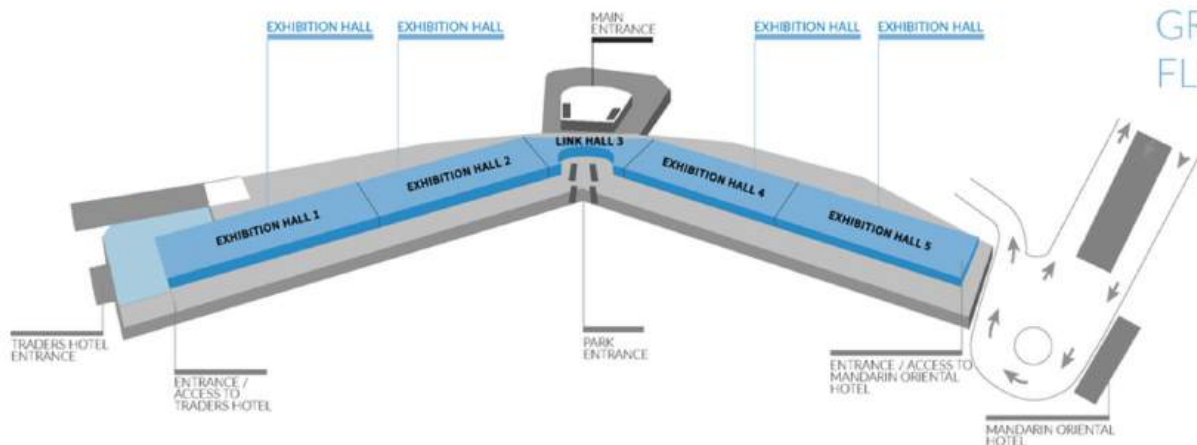 EXHIBITION HALL
EXHIBITION HALL
MAIN
ENTRANCE
EXHIBITION HALL
EXHIBITION HALL
GR
FL
LINK HALL 3
EXHIBITION HALL 2
EXHIBITION HALL 4
EXHIBITION HALL 1
EXHIBITION HALL 5
TRADERS HOTEL
ENTRANCE
ENTRANCE /
ACCESS TO
TRADERS HOTEL
PARK
ENTRANCE
ENTRANCE / ACCESS TO
MANDARIN ORIENTAL
HOTEL
MANDARIN ORIENTAL
HOTEL